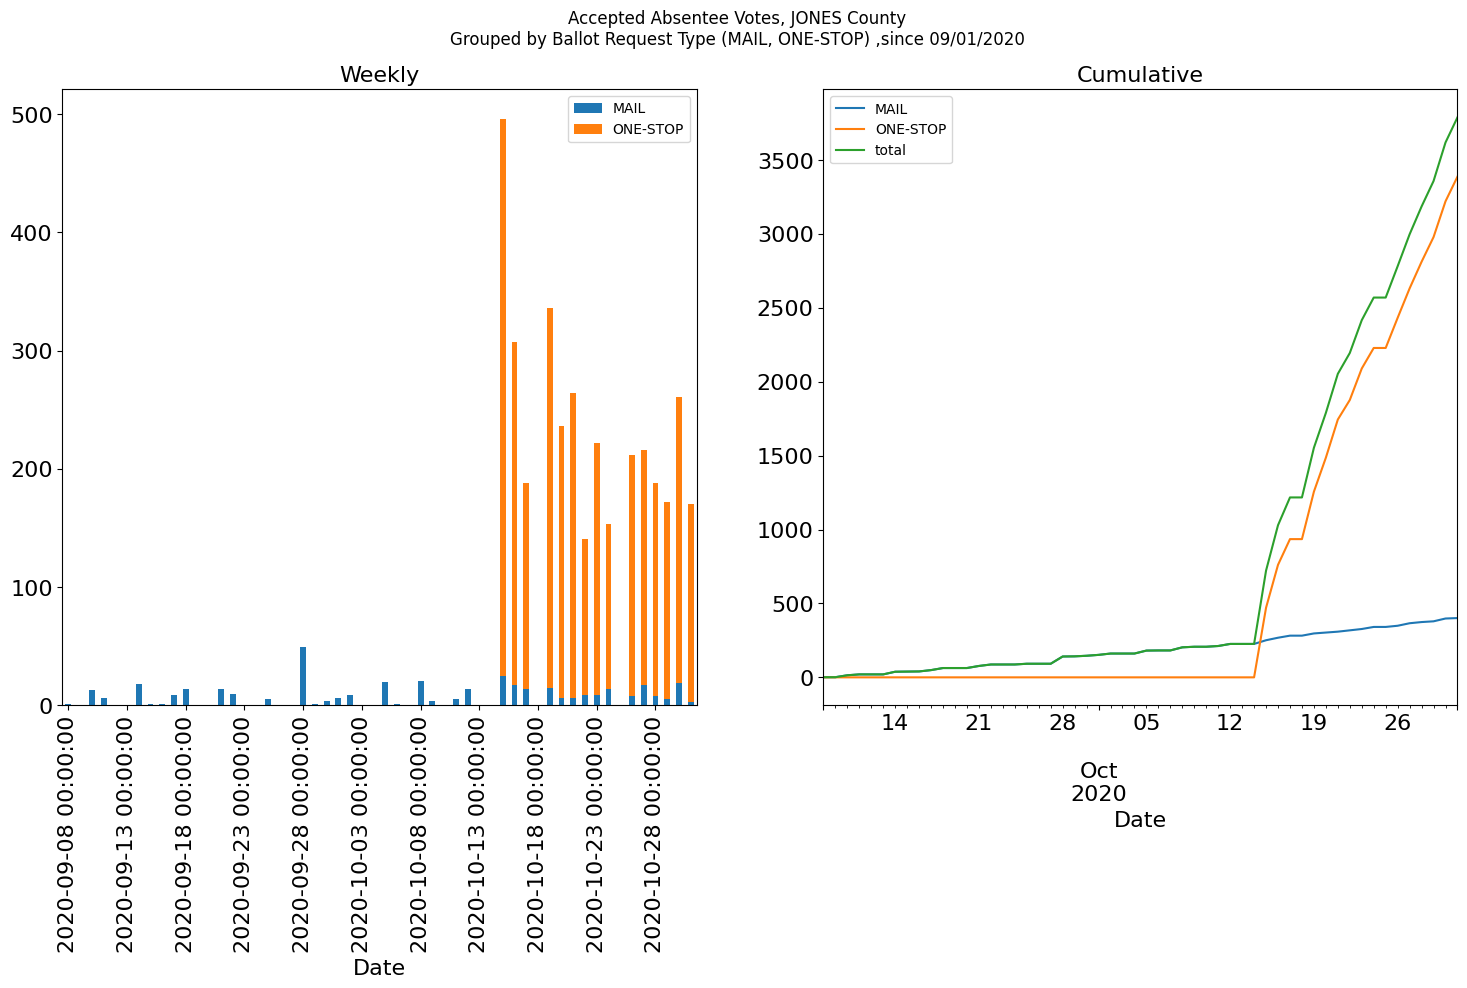 Accepted Absentee Votes, JONES County
Grouped by Ballot Request Type (MAIL, ONE-STOP) ,since 09/01/2020
Weekly
MAIL
ONE-STOP
500
400
300
200
100
0
2020-09-08 00:00:00
2020-09-13 00:00:00
2020-09-18 00:00:00
2020-09-23 00:00:00
2020-09-28 00:00:00
2020-10-03 00:00:00
2020-10-08 00:00:00
2020-10-13 00:00:00
2020-10-18 00:00:00
2020-10-23 00:00:00
2020-10-28 00:00:00
Date
Cumulative
MAIL
ONE-STOP
total
3500
3000
2500
2000
1500
1000
500
0
14 21 28 05 12 19 26
Oct
2020
Date